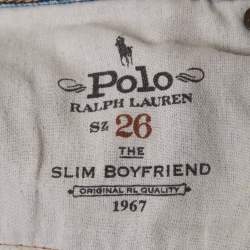 Polo
RALPH LAUREN
SZ 26
THE
SLIM BOYFRIEND
ORIGINAL RL QUALITY
1967